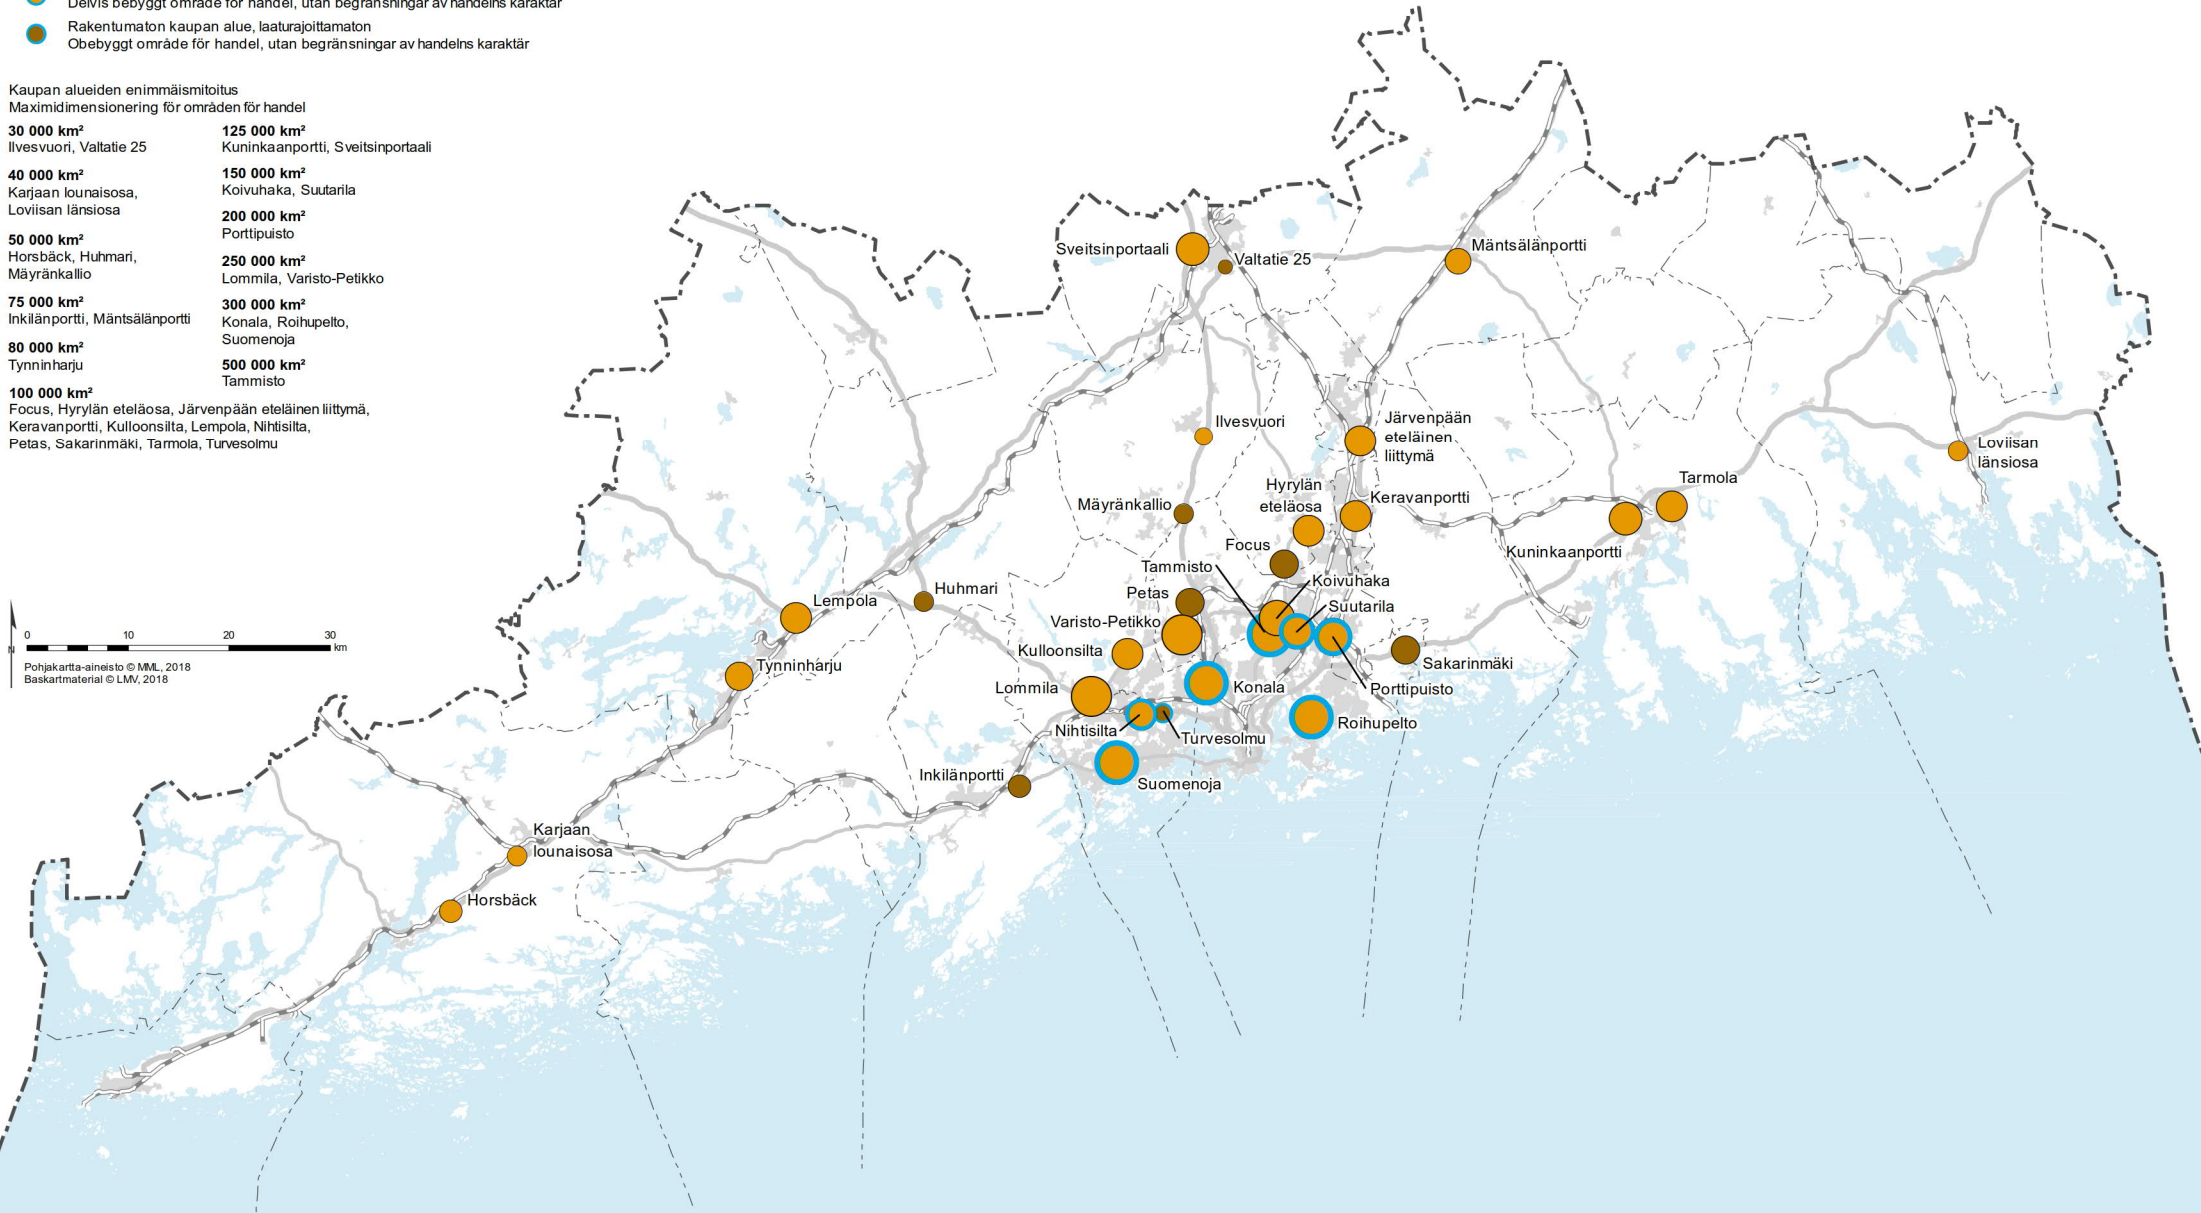 Delvis bebyggt område för handel, utan begränsningar av handelns karaktär
Rakentumaton kaupan alue, laaturajoittamaton
Obebyggt område för handel, utan begränsningar av handelns karaktär
Kaupan alueiden enimmäismitoitus
Maximidimensionering för områden för handel
30 000 km²
Ilvesvuori, Valtatie 25
40 000 km²
Karjaan lounaisosa,
Loviisan länsiosa
50 000 km²
Horsbäck, Huhmari,
Mäyränkallio
75 000 km²
Inkilänportti, Mäntsälänportti
80 000 km²
Tynninharju
100 000 km²
Focus, Hyrylän eteläosa, Järvenpään eteläinen liittymä,
Keravanportti, Kulloonsilta, Lempola, Nihtisilta,
Petas, Sakarinmäki, Tarmola, Turvesolmu
125 000 km²
Kuninkaanportti, Sveitsinportaali
150 000 km²
Koivuhaka, Suutarila
200 000 km²
Porttipuisto
250 000 km²
Lommila, Varisto-Petikko
300 000 km²
Konala, Roihupelto,
Suomenoja
500 000 km²
Tammisto
N
0 10 20 30
km
Pohjakartta-aineisto © MML, 2018
Baskartmaterial © LMV, 2018
Sveitsinportaali
Valtatie 25
Mäntsälänportti
Ilvesvuori
Järvenpään
eteläinen
liittymä
Loviisan
länsiosa
Tarmola
Hyrylän
eteläosa
Keravanportti
Mäyränkallio
Kuninkaanportti
Focus
Tammisto
Koivuhaka
Huhmari
Petas
Suutarila
Lempola
Varisto-Petikko
Kulloonsilta
Tynninharju
Sakarinmäki
Lommila
Konala
Porttipuisto
Nihtisilta
Turvesolmu
Roihupelto
Inkilänportti
Suomenoja
Karjaan
lounaisosa
Horsbäck